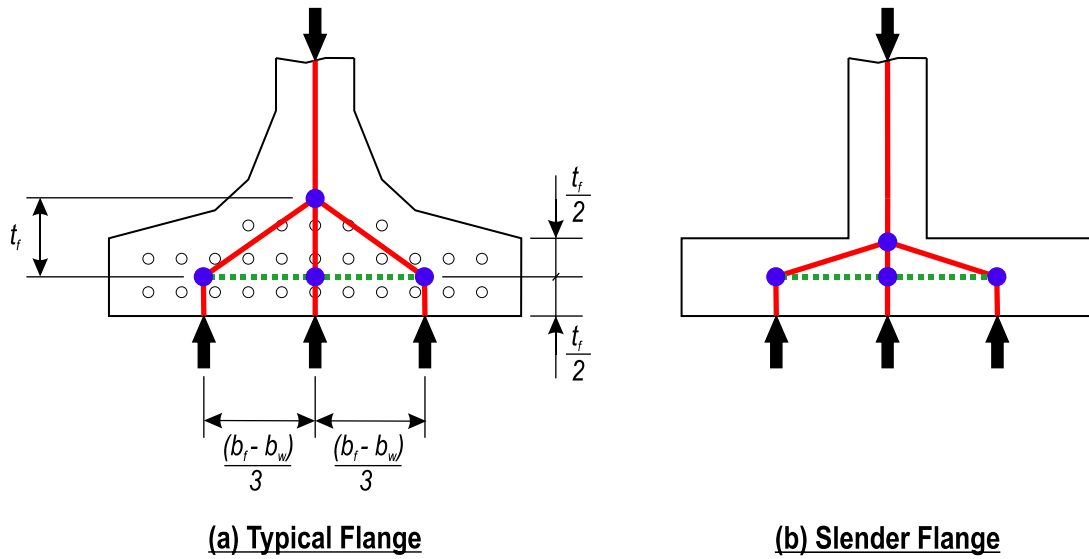 t_f
t_f
2
t_f
2
(b_f - b_w)
3
(b_f - b_w)
3
(a) Typical Flange
(b) Slender Flange